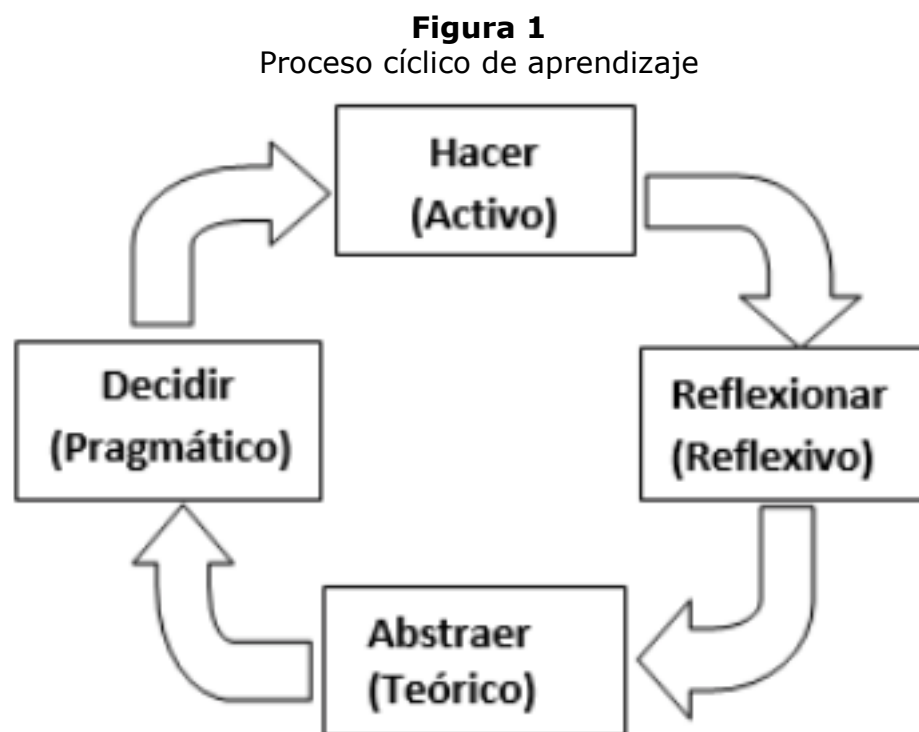 Figura 1
Proceso cíclico de aprendizaje
Hacer
(Activo)
Decidir
(Pragmático)
Reflexionar
(Reflexivo)
Abstraer
(Teórico)